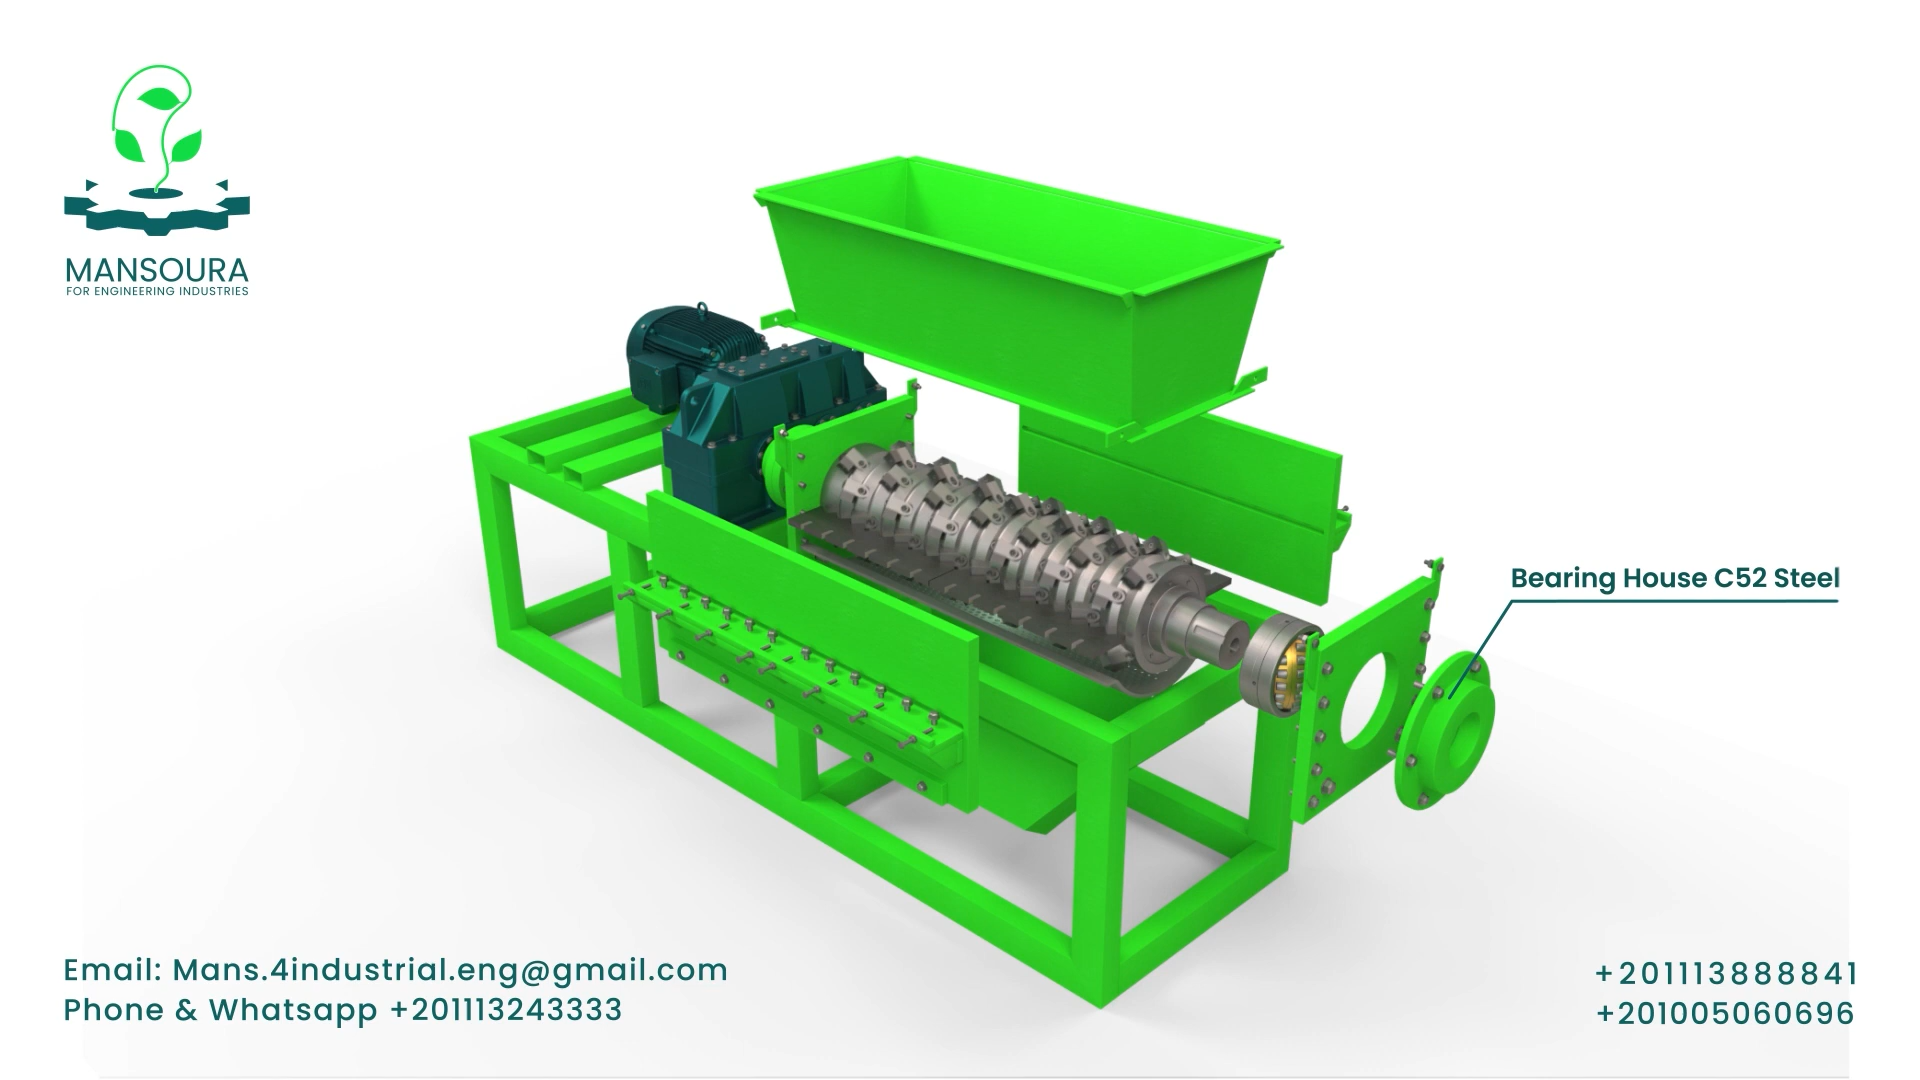 MANSOURA
FOR ENGINEERING INDUSTRIES
Bearing House C52 Steel
Email: Mans.4industrial.eng@gmail.com
Phone & Whatsapp +201113243333
+201113888841
+201005060696